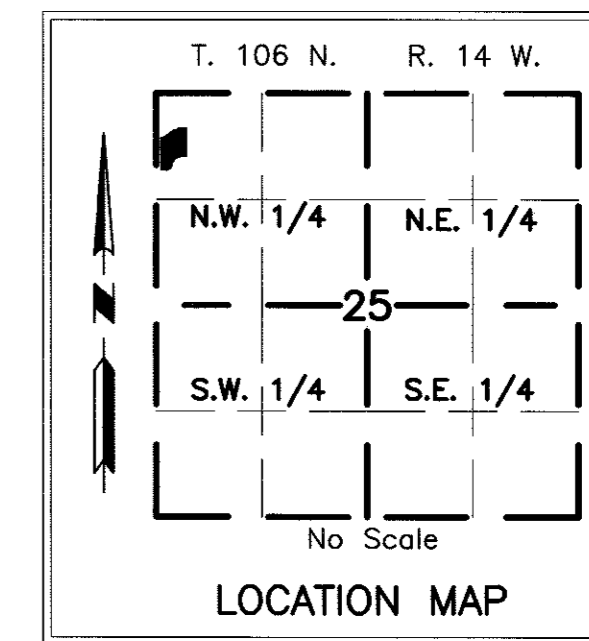 T. 106 N. R. 14 W.
N.W. 1/4 N.E. 1/4
N
25
S.W. 1/4 S.E. 1/4
No Scale
LOCATION MAP